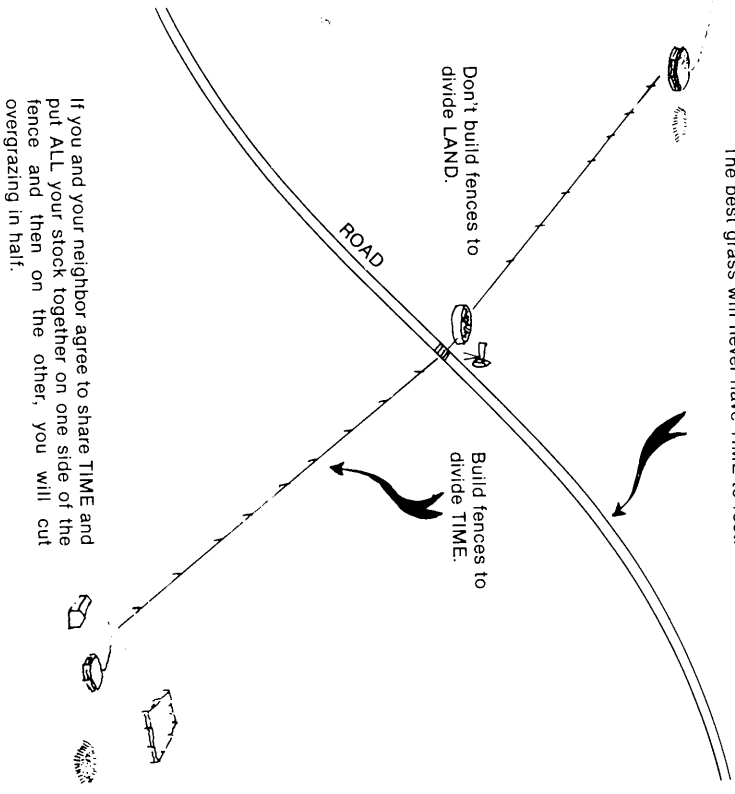 The best grass will never have TIME to
Don't build fences to
divide LAND.
Build fences to
divide TIME.
ROAD
If you and your neighbor agree to share TIME and
put ALL your stock together on one side of the
fence and then on the other, you will cut
overgrazing in half.